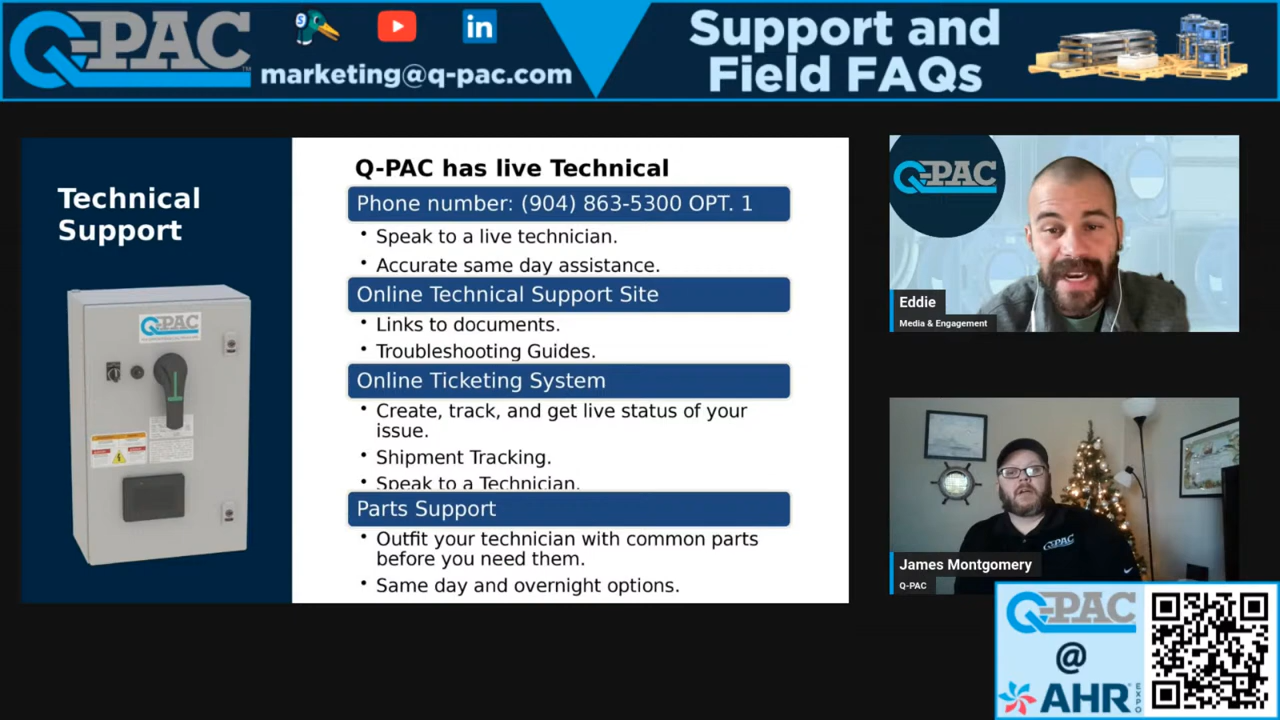 Q-PAC
marketing@q-pac.com
Support and
Field FAQs
Technical
Support
Q-PAC
Q-PAC has live Technical
Phone number: (904) 863-5300 OPT. 1
• Speak to a live technician.
• Accurate same day assistance.
Online Technical Support Site
• Links to documents.
• Troubleshooting Guides.
Online Ticketing System
• Create, track, and get live status of your
issue.
• Shipment Tracking.
• Speak to a Technician.
Parts Support
• Outfit your technician with common parts
before you need them.
• Same day and overnight options.
Q-PAC
Eddie
Media & Engagement
Q-PAC
James Montgomery
Q-PAC
Q-PAC
@
AHR EXPO